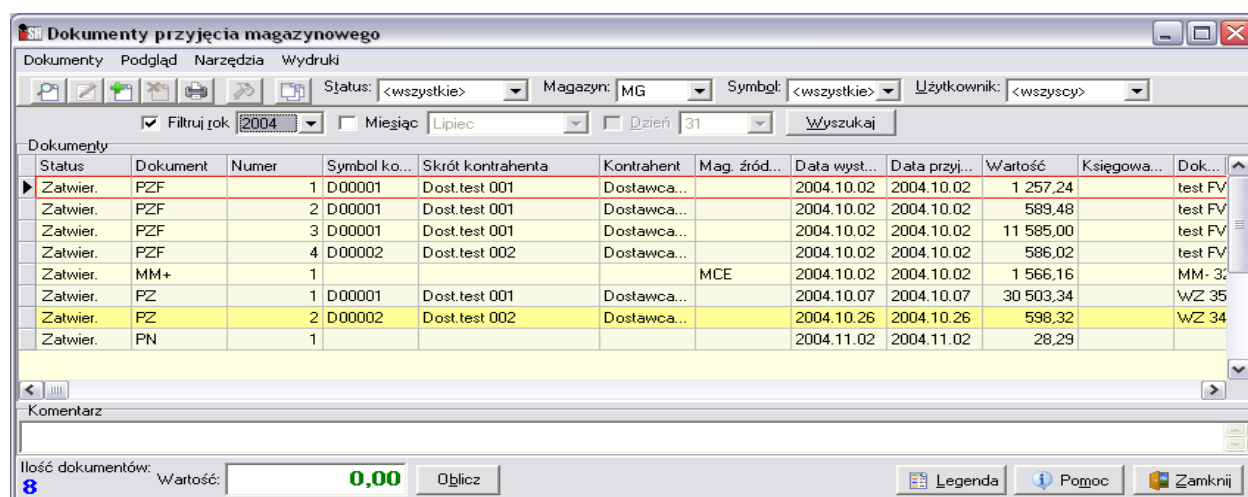 Dokumenty przyjęcia magazynowego
Dokumenty Podgląd Narzędzia Wydruki
Status: <wszystkie> Magazyn: MG Symbol: <wszystkie> Użytkownik: <wszyscy>
Filtruj rok 2004 Miesiąc Lipiec Dzień 31 Wyszukaj
Dokumenty
Status Dokument Numer Symbol ko... Skrót kontrahenta Kontrahent Mag. źród... Data wyst... Data przyj... Wartość Księgowa... Dok...
Zatwier. PZF 1 D00001 Dost.test 001 Dostawca... 2004.10.02 2004.10.02 1 257,24 test FV
Zatwier. PZF 2 D00001 Dost.test 001 Dostawca... 2004.10.02 2004.10.02 589,48 test FV
Zatwier. PZF 3 D00001 Dost.test 001 Dostawca... 2004.10.02 2004.10.02 11 585,00 test FV
Zatwier. PZF 4 D00002 Dost.test 002 Dostawca... 2004.10.02 2004.10.02 586,02 test FV
Zatwier. MM+ 1 MCE 2004.10.02 2004.10.02 1 566,16 MM- 32
Zatwier. PZ 1 D00001 Dost.test 001 Dostawca... 2004.10.07 2004.10.07 30 503,34 WZ 35
Zatwier. PZ 2 D00002 Dost.test 002 Dostawca... 2004.10.26 2004.10.26 598,32 WZ 34
Zatwier. PN 1 2004.11.02 2004.11.02 28,29
Komentarz
Ilość dokumentów:
8 Wartość: 0,00 Oblicz Legenda Pomoc Zamknij